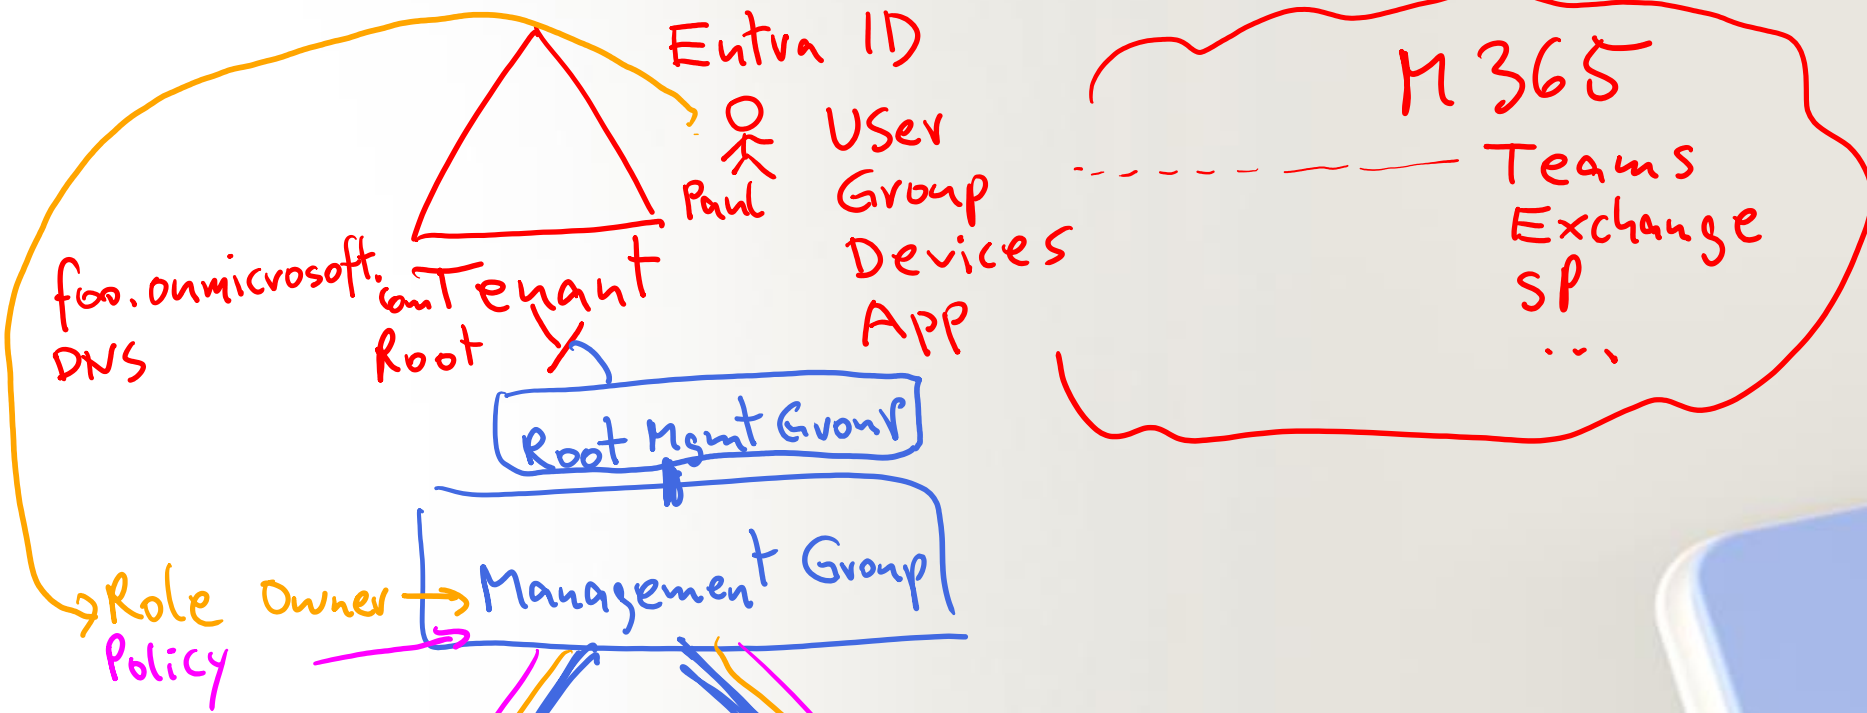 Entra ID
Paul
User
Group
Devices
App
foo.onmicrosoft.com
DNS
Tenant
Root
M365
Teams
Exchange
SP
...
Root Mgmt Group
Management Group
Role Owner
Policy